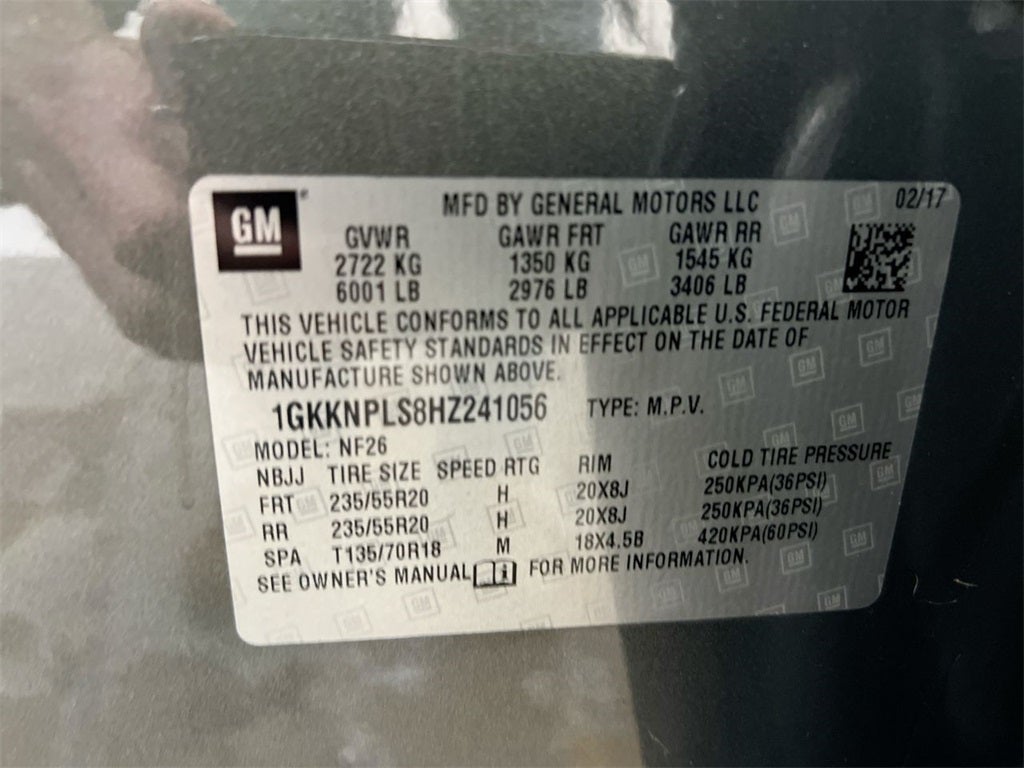 GM
MFD BY GENERAL MOTORS LLC 02/17
GVWR GAWR FRT GAWR RR
2722 KG 1350 KG 1545 KG
6001 LB 2976 LB 3406 LB
THIS VEHICLE CONFORMS TO ALL APPLICABLE U.S. FEDERAL MOTOR
VEHICLE SAFETY STANDARDS IN EFFECT ON THE DATE OF
MANUFACTURE SHOWN ABOVE.
1GKKNPLS8HZ241056 TYPE: M.P.V.
MODEL: NF26
NBJJ TIRE SIZE SPEED RTG RIM COLD TIRE PRESSURE
FRT 235/55R20 H 20X8J 250KPA(36PSI)
RR 235/55R20 H 20X8J 250KPA(36PSI)
SPA T135/70R18 M 18X4.5B 420KPA(60PSI)
SEE OWNER'S MANUAL i FOR MORE INFORMATION.